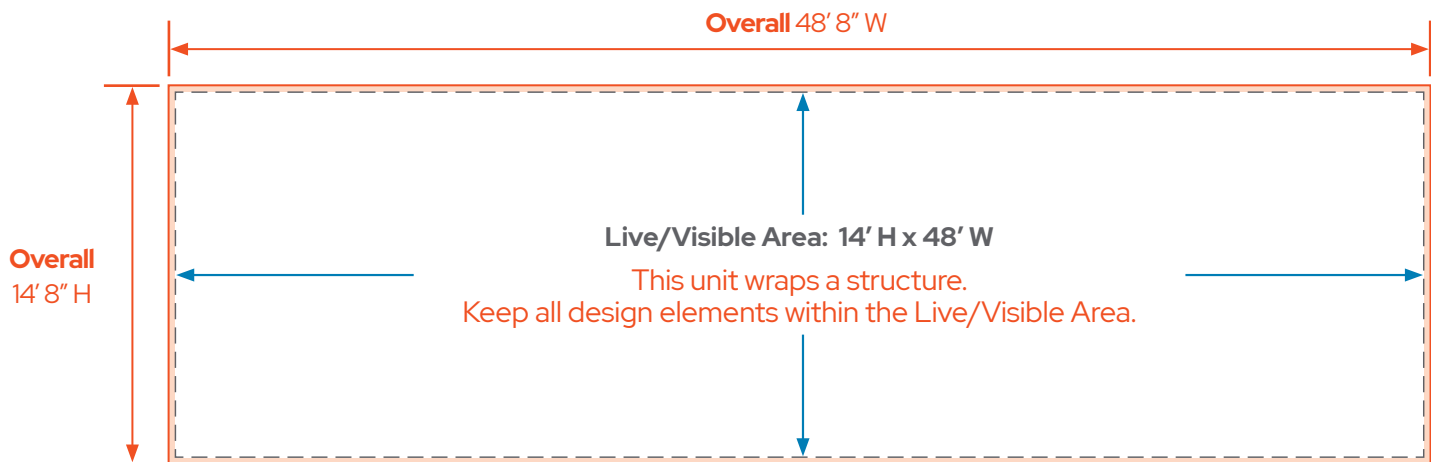 Overall 48’ 8” W
Overall
14’ 8” H
Live/Visible Area: 14’ H x 48’ W
This unit wraps a structure.
Keep all design elements within the Live/Visible Area.